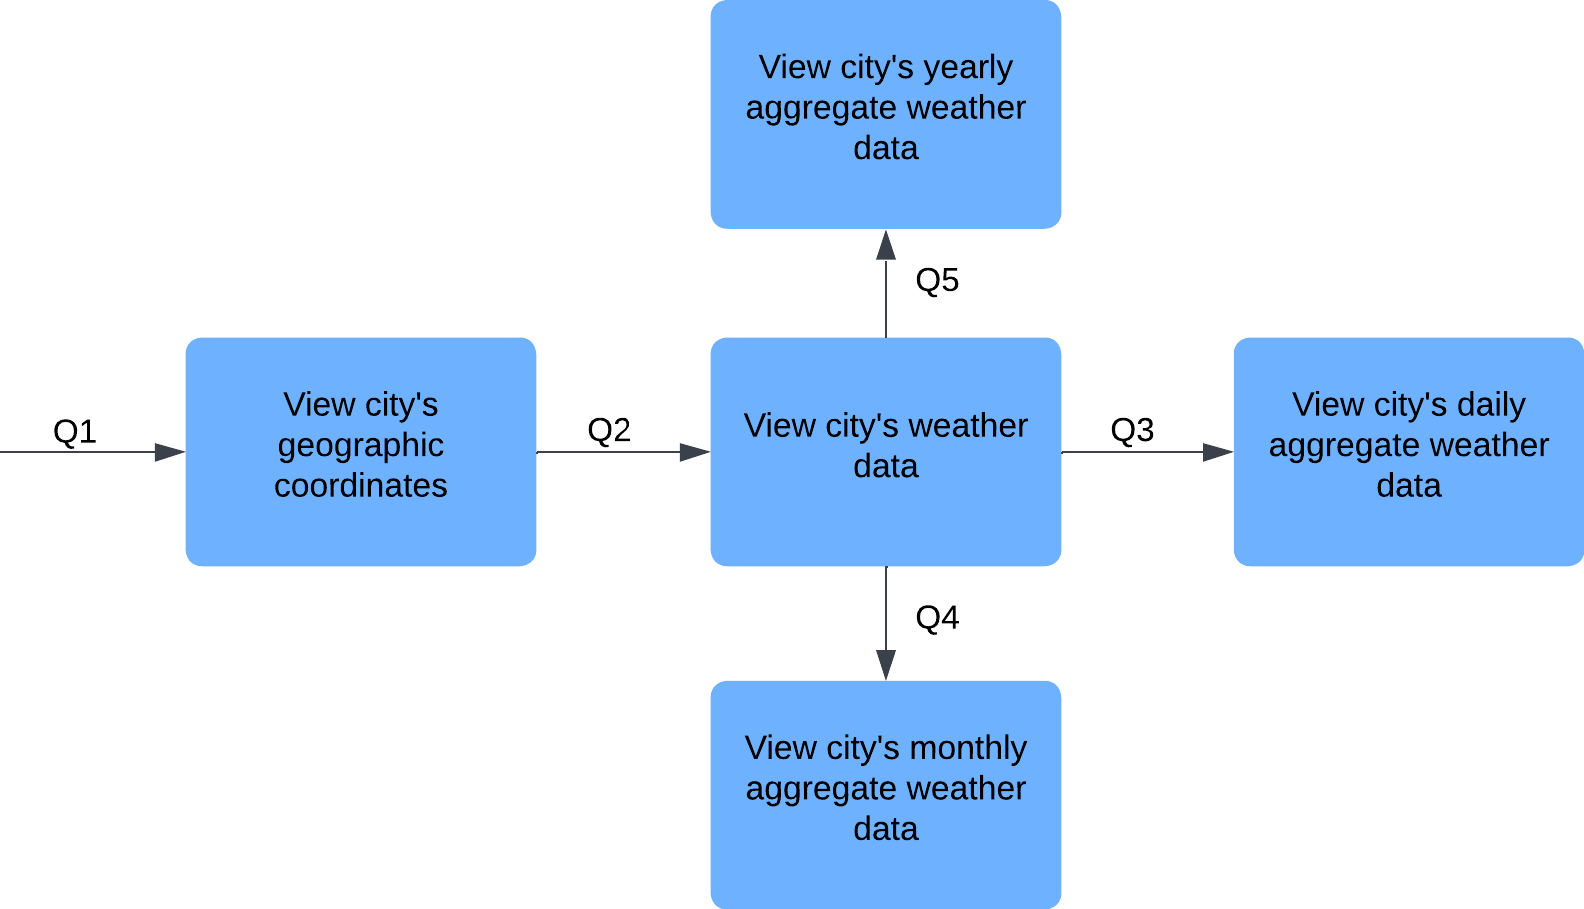 View city's yearly
aggregate weather
data
Q5
Q1
View city's
geographic
coordinates
Q2
View city's weather
data
Q3
View city's daily
aggregate weather
data
Q4
View city's monthly
aggregate weather
data